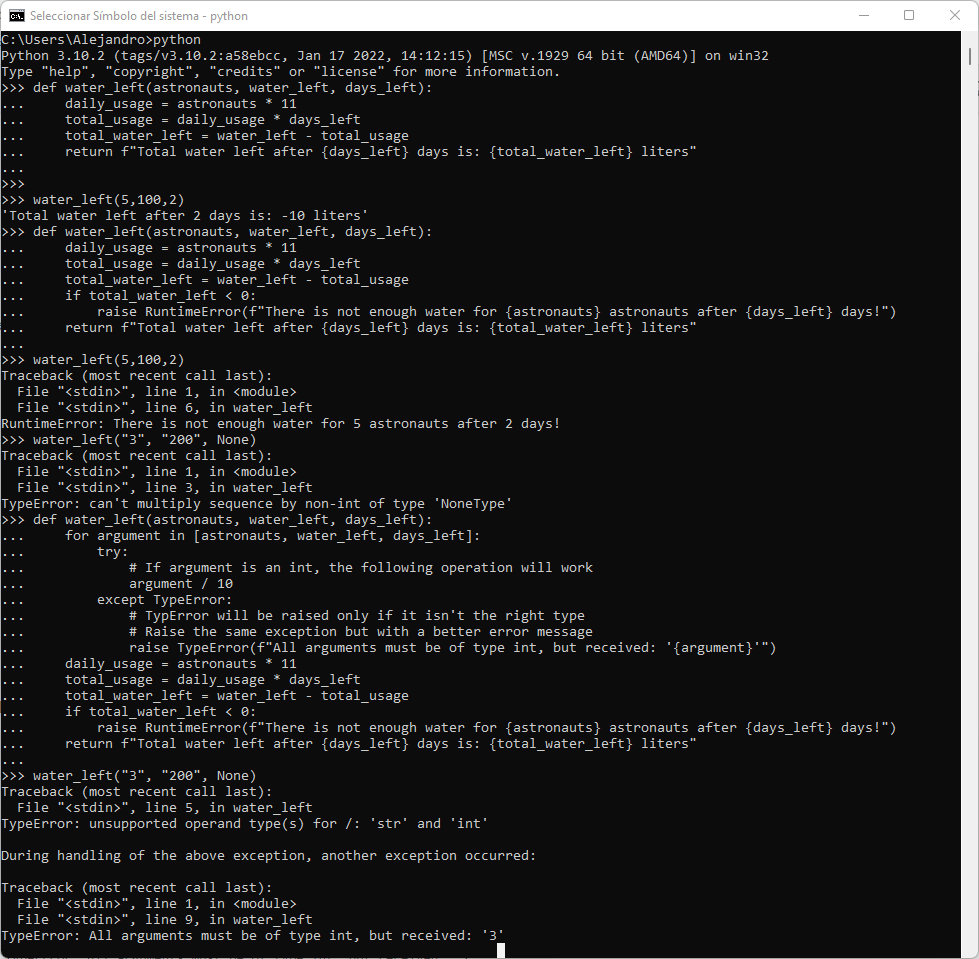 Seleccionar Símbolo del sistema - python
C:\Users\Alejandro>python
Python 3.10.2 (tags/v3.10.2:a58ebcc, Jan 17 2022, 14:12:15) [MSC v.1929 64 bit (AMD64)] on win32
Type "help", "copyright", "credits" or "license" for more information.
>>> def water_left(astronauts, water_left, days_left):
...     daily_usage = astronauts * 11
...     total_usage = daily_usage * days_left
...     total_water_left = water_left - total_usage
...     return f"Total water left after {days_left} days is: {total_water_left} liters"
...
>>>
>>> water_left(5,100,2)
'Total water left after 2 days is: -10 liters'
>>> def water_left(astronauts, water_left, days_left):
...     daily_usage = astronauts * 11
...     total_usage = daily_usage * days_left
...     total_water_left = water_left - total_usage
...     if total_water_left < 0:
...         raise RuntimeError(f"There is not enough water for {astronauts} astronauts after {days_left} days!")
...     return f"Total water left after {days_left} days is: {total_water_left} liters"
...
>>> water_left(5,100,2)
Traceback (most recent call last):
  File "<stdin>", line 1, in <module>
  File "<stdin>", line 6, in water_left
RuntimeError: There is not enough water for 5 astronauts after 2 days!
>>> water_left("3", "200", None)
Traceback (most recent call last):
  File "<stdin>", line 1, in <module>
  File "<stdin>", line 3, in water_left
TypeError: can't multiply sequence by non-int of type 'NoneType'
>>> def water_left(astronauts, water_left, days_left):
...     for argument in [astronauts, water_left, days_left]:
...         try:
...             # If argument is an int, the following operation will work
...             argument / 10
...         except TypeError:
...             # TypError will be raised only if it isn't the right type
...             # Raise the same exception but with a better error message
...             raise TypeError(f"All arguments must be of type int, but received: '{argument}'")
...     daily_usage = astronauts * 11
...     total_usage = daily_usage * days_left
...     total_water_left = water_left - total_usage
...     if total_water_left < 0:
...         raise RuntimeError(f"There is not enough water for {astronauts} astronauts after {days_left} days!")
...     return f"Total water left after {days_left} days is: {total_water_left} liters"
...
>>> water_left("3", "200", None)
Traceback (most recent call last):
  File "<stdin>", line 5, in water_left
TypeError: unsupported operand type(s) for /: 'str' and 'int'

During handling of the above exception, another exception occurred:

Traceback (most recent call last):
  File "<stdin>", line 1, in <module>
  File "<stdin>", line 9, in water_left
TypeError: All arguments must be of type int, but received: '3'